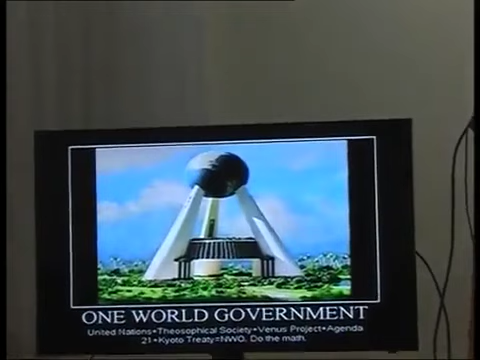 ONE WORLD GOVERNMENT
United Nations•Theosophical Society•Venus Project•Agenda
21•Kyoto Treaty=NWO. Do the math.